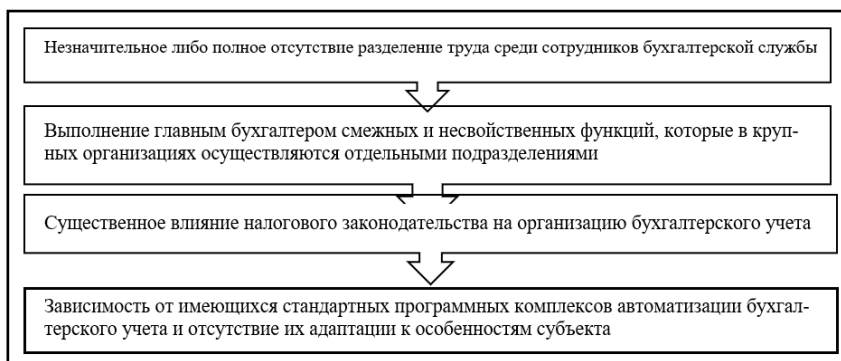 Незначительное либо полное отсутствие разделение труда среди сотрудников бухгалтерской службы
Выполнение главным бухгалтером смежных и несвойственных функций, которые в круп-
ных организациях осуществляются отдельными подразделениями
Существенное влияние налогового законодательства на организацию бухгалтерского учета
Зависимость от имеющихся стандартных программных комплексов автоматизации бухгал-
терского учета и отсутствие их адаптации к особенностям субъекта